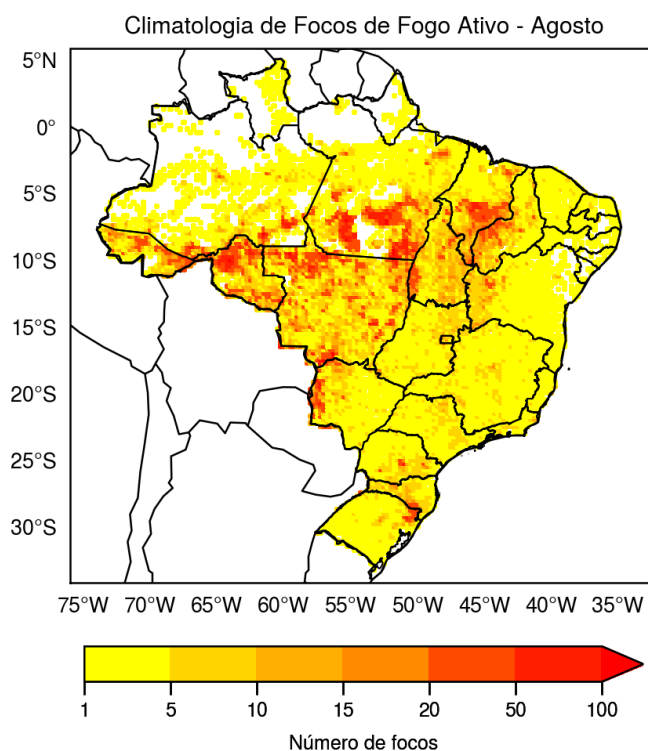 Climatologia de Focos de Fogo Ativo - Agosto
5°N
0°
5°S
10°S
15°S
20°S
25°S
30°S
75°W 70°W 65°W 60°W 55°W 50°W 45°W 40°W 35°W
1 5 10 15 20 50 100
Número de focos